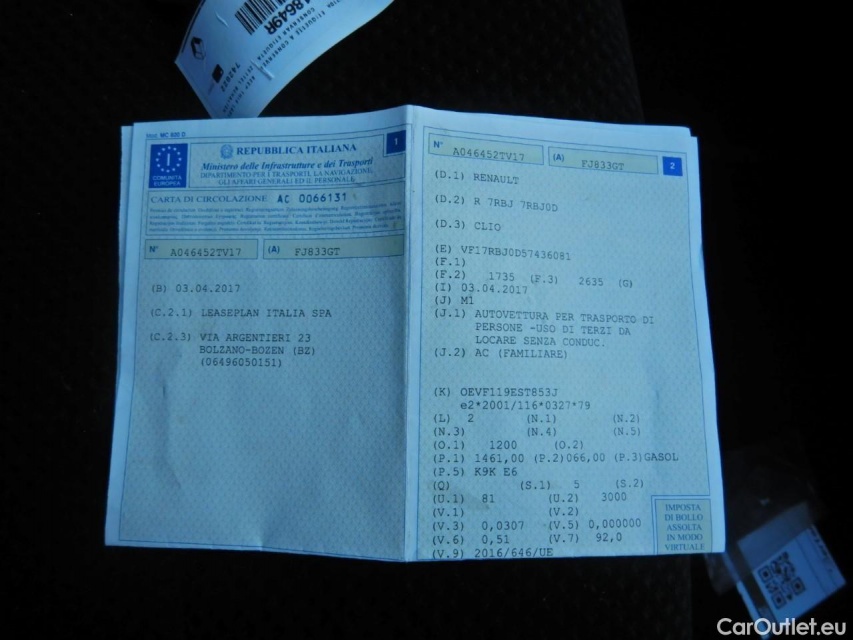 18649R
742922
Mod. MC 820 D
COMUNITÀ
EUROPEA
I
REPUBBLICA ITALIANA
1
Ministero delle Infrastrutture e dei Trasporti
DIPARTIMENTO PER I TRASPORTI, LA NAVIGAZIONE,
GLI AFFARI GENERALI ED IL PERSONALE
CARTA DI CIRCOLAZIONE AC 0066131
N° A046452TV17 (A) FJ833GT
(B) 03.04.2017
(C.2.1) LEASEPLAN ITALIA SPA
(C.2.3) VIA ARGENTIERI 23
BOLZANO-BOZEN (BZ)
(06496050151)
N° A046452TV17 (A) FJ833GT 2
(D.1) RENAULT
(D.2) R 7RBJ 7RBJ0D
(D.3) CLIO
(E) VF17RBJ0D57436081
(F.1)
(F.2) 1735 (F.3) 2635 (G)
(I) 03.04.2017
(J) M1
(J.1) AUTOVETTURA PER TRASPORTO DI
PERSONE -USO DI TERZI DA
LOCARE SENZA CONDUC.
(J.2) AC (FAMILIARE)
(K) OEVF119EST853J
e2*2001/116*0327*79
(L) 2 (N.1) (N.2)
(N.3) (N.4) (N.5)
(O.1) 1200 (O.2)
(P.1) 1461,00 (P.2)066,00 (P.3)GASOL
(P.5) K9K E6
(Q) (S.1) 5 (S.2)
(U.1) 81 (U.2) 3000
(V.1) (V.2)
(V.3) 0,0307 (V.5) 0,000000
(V.6) 0,51 (V.7) 92,0
(V.9) 2016/646/UE
IMPOSTA
DI BOLLO
ASSOLTA
IN MODO
VIRTUALE
CarOutlet.eu